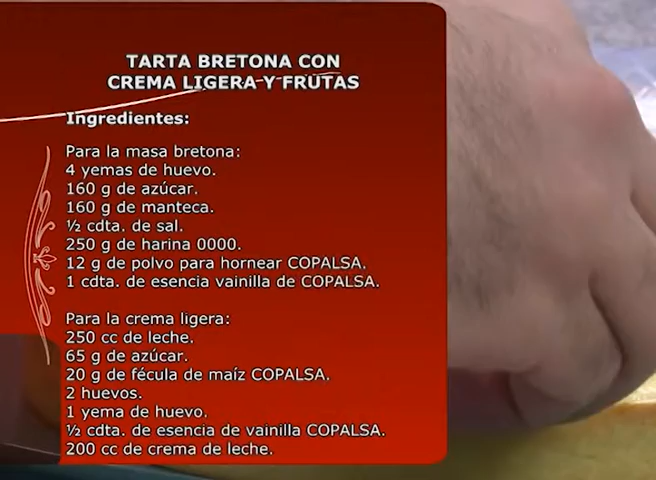 TARTA BRETONA CON
CREMA LIGERA Y FRUTAS
Ingredientes:
Para la masa bretona:
4 yemas de huevo.
160 g de azúcar.
160 g de manteca.
½ cdta. de sal.
250 g de harina 0000.
12 g de polvo para hornear COPALSA.
1 cdta. de esencia vainilla de COPALSA.
Para la crema ligera:
250 cc de leche.
65 g de azúcar.
20 g de fécula de maíz COPALSA.
2 huevos.
1 yema de huevo.
½ cdta. de esencia de vainilla COPALSA.
200 cc de crema de leche.